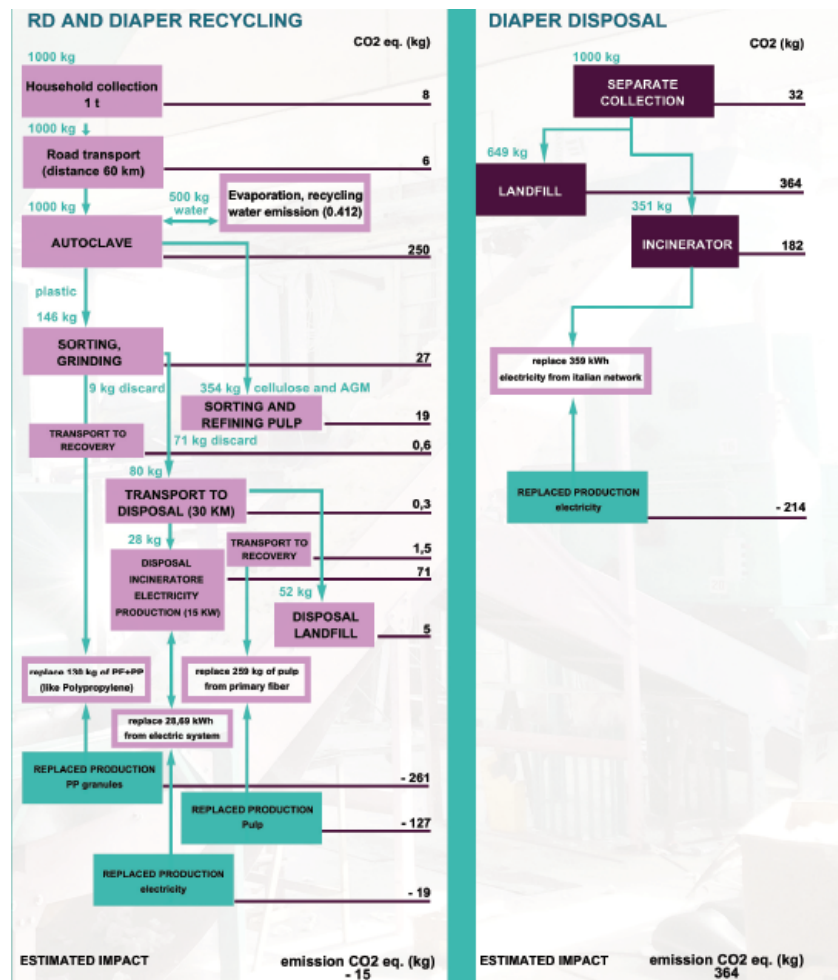 RD AND DIAPER RECYCLING
CO2 eq. (kg)
1000 kg
Household collection
1 t
8
1000 kg
Road transport
(distance 60 km)
6
500 kg
water
Evaporation, recycling
water emission (0.412)
1000 kg
AUTOCLAVE
250
plastic
146 kg
SORTING,
GRINDING
27
9 kg discard
354 kg cellulose and AGM
SORTING AND
REFINING PULP
19
TRANSPORT TO
RECOVERY
71 kg discard
0,6
80 kg
TRANSPORT TO
DISPOSAL (30 KM)
0,3
28 kg
TRANSPORT TO
RECOVERY
1,5
DISPOSAL
INCINERATORE
ELECTRICITY
PRODUCTION (15 KW)
71
52 kg
DISPOSAL
LANDFILL
5
replace 130 kg of PE+PP
(like Polypropylene)
replace 259 kg of pulp
from primary fiber
replace 28,69 kWh
from electric system
REPLACED PRODUCTION
PP granules
- 261
REPLACED PRODUCTION
Pulp
- 127
REPLACED PRODUCTION
electricity
- 19
ESTIMATED IMPACT
emission CO2 eq. (kg)
- 15
DIAPER DISPOSAL
CO2 (kg)
1000 kg
SEPARATE
COLLECTION
32
649 kg
LANDFILL
364
351 kg
INCINERATOR
182
replace 359 kWh
electricity from italian network
REPLACED PRODUCTION
electricity
- 214
ESTIMATED IMPACT
emission CO2 eq. (kg)
364